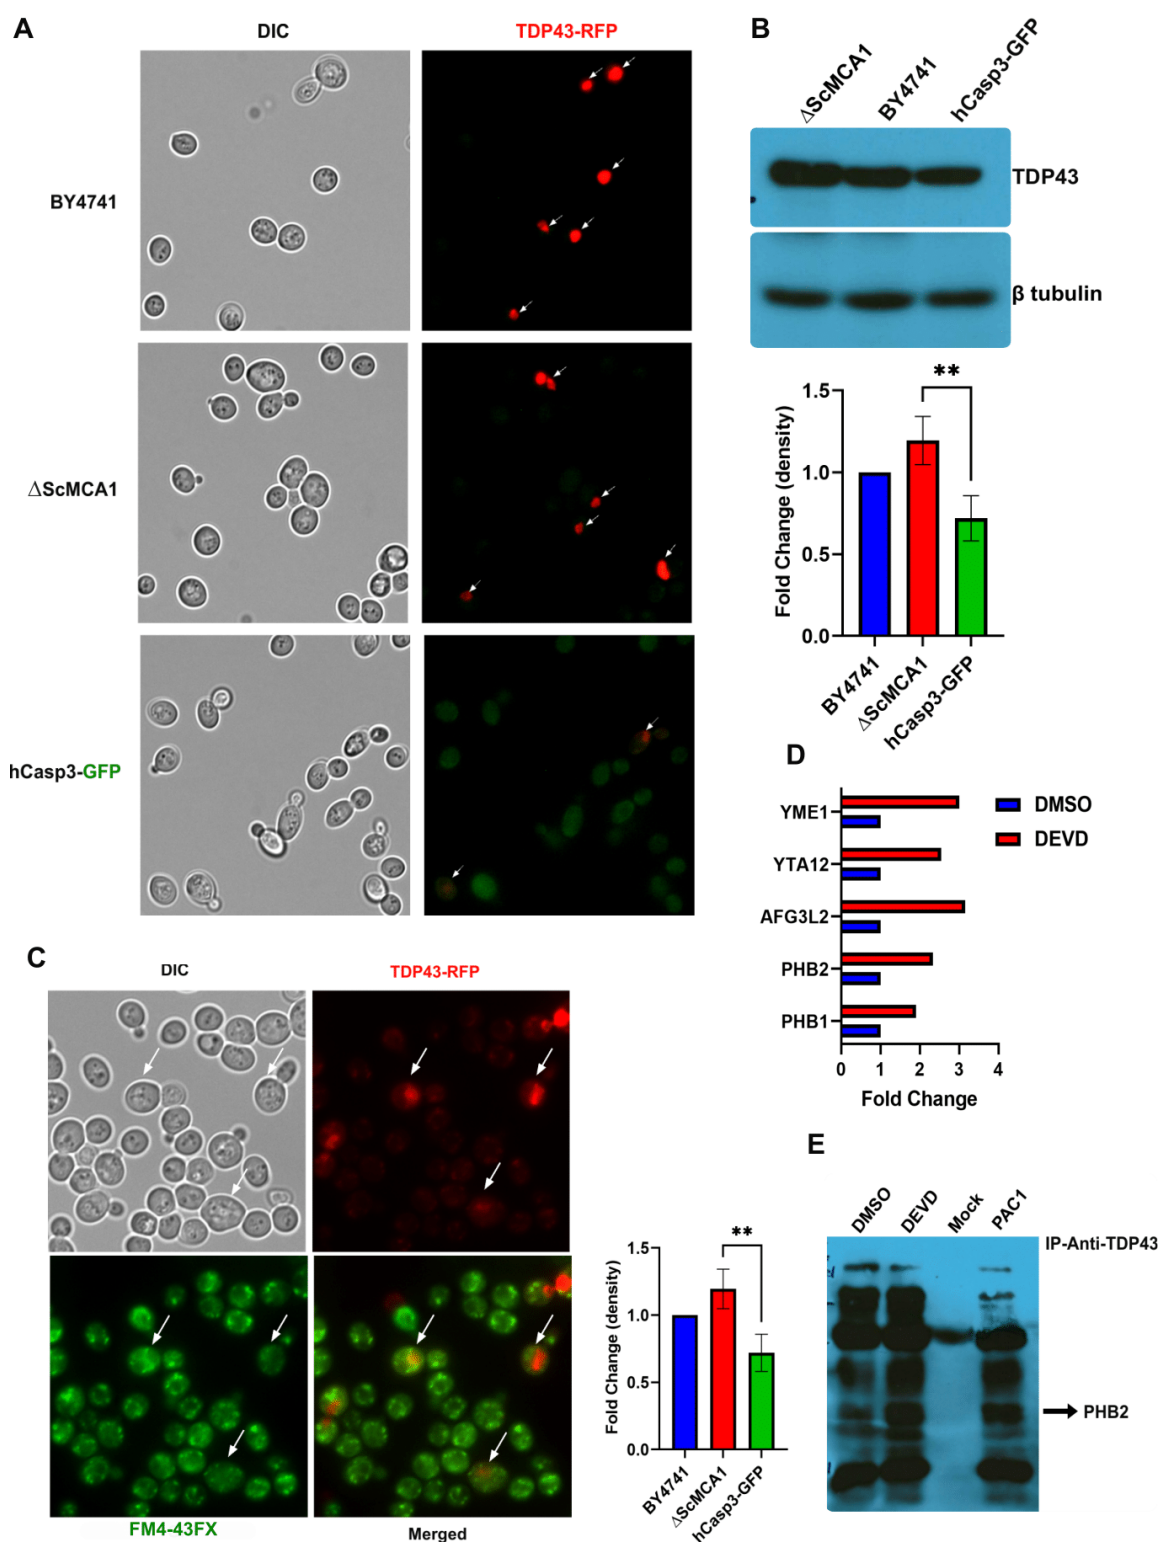 A
DIC
TDP43-RFP
BY4741
ΔScMCA1
hCasp3-GFP
B
ΔScMCA1
BY4741
hCasp3-GFP
TDP43
β tubulin
**
Fold Change (density)
1.5
1.0
0.5
0.0
BY4741
ΔScMCA1
hCasp3-GFP
C
DIC
TDP43-RFP
FM4-43FX
Merged
**
Fold Change (density)
1.5
1.0
0.5
0.0
BY4741
ΔScMCA1
hCasp3-GFP
D
YME1
YTA12
AFG3L2
PHB2
PHB1
DMSO
DEVD
0 1 2 3 4
Fold Change
E
DMSO
DEVD
Mock
PAC1
IP-Anti-TDP43
PHB2